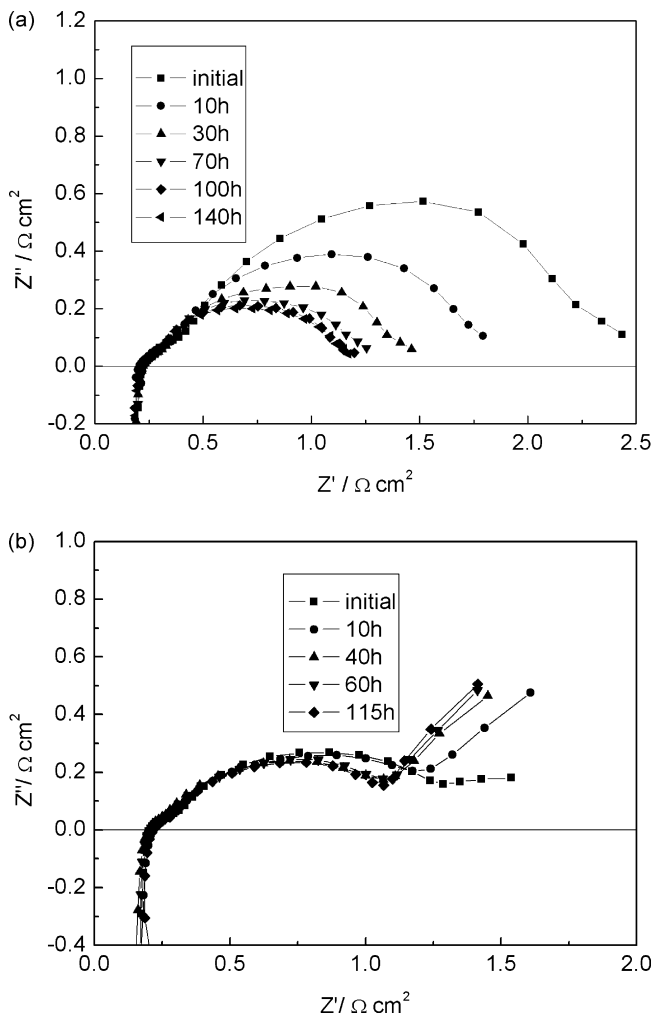 (a)
1.2
1.0
0.8
0.6
0.4
0.2
0.0
-0.2
Z" / Ω cm²
initial
10h
30h
70h
100h
140h
0.0 0.5 1.0 1.5 2.0 2.5
Z' / Ω cm²
(b)
1.0
0.8
0.6
0.4
0.2
0.0
-0.2
-0.4
Z" / Ω cm²
initial
10h
40h
60h
115h
0.0 0.5 1.0 1.5 2.0
Z'/ Ω cm²